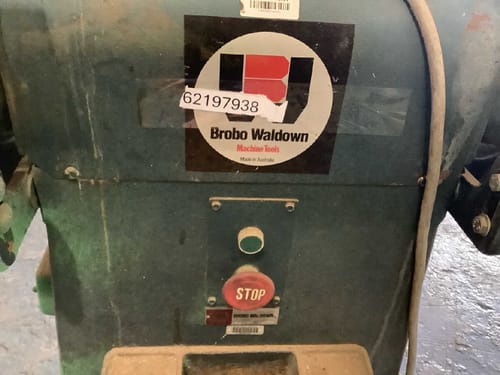 62197938
Brobo Waldown
Machine Tools
Made in Australia
STOP
BROBO WALDOWN